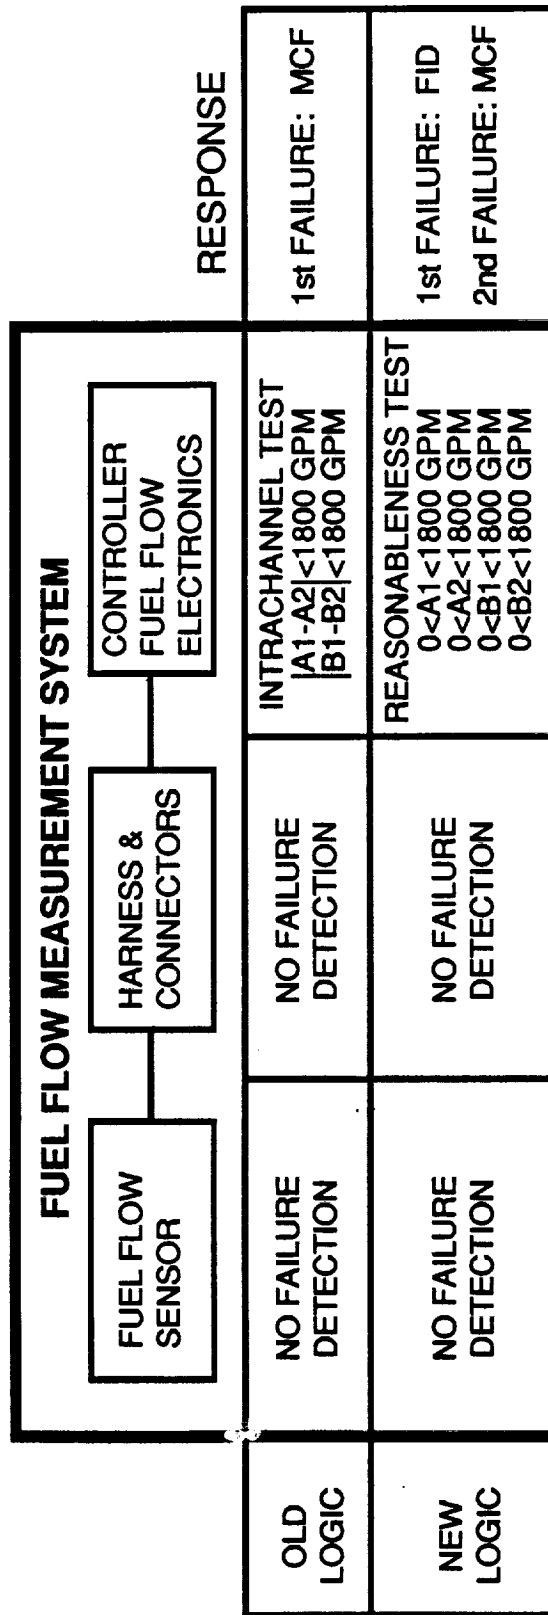 FUEL FLOW MEASUREMENT SYSTEM
RESPONSE
FUEL FLOW
SENSOR
HARNESS &
CONNECTORS
CONTROLLER
FUEL FLOW
ELECTRONICS
OLD
LOGIC
NO FAILURE
DETECTION
NO FAILURE
DETECTION
INTRACHANNEL TEST
|A1-A2|<1800 GPM
|B1-B2|<1800 GPM
1st FAILURE: MCF
NEW
LOGIC
NO FAILURE
DETECTION
NO FAILURE
DETECTION
REASONABLENESS TEST
0<A1<1800 GPM
0<A2<1800 GPM
0<B1<1800 GPM
0<B2<1800 GPM
1st FAILURE: FID
2nd FAILURE: MCF